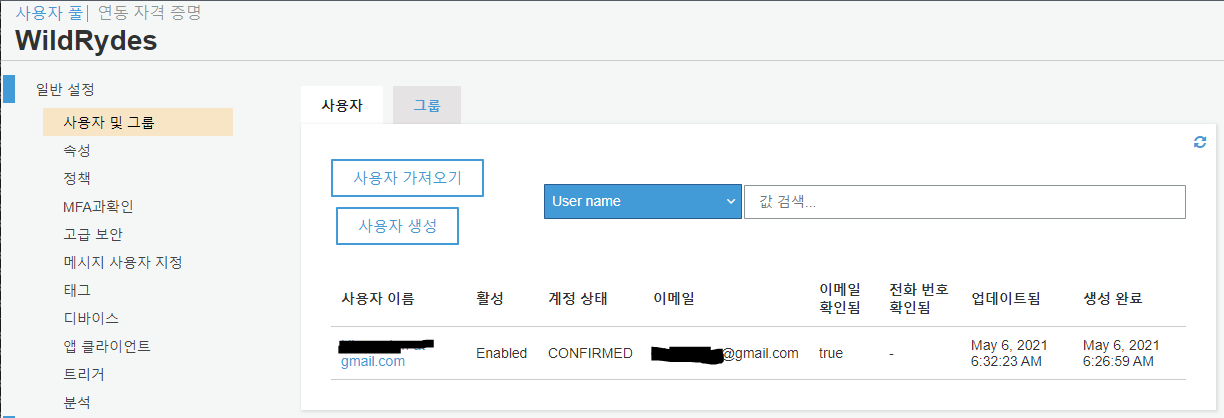 사용자 풀| 연동 자격 증명
WildRydes
일반 설정
사용자 및 그룹
속성
정책
MFA과확인
고급 보안
메시지 사용자 지정
태그
디바이스
앱 클라이언트
트리거
분석
사용자 그룹
사용자 가져오기
사용자 생성
User name 값 검색...
사용자 이름 활성 계정 상태 이메일 이메일 확인됨 전화 번호 확인됨 업데이트됨 생성 완료
gmail.com Enabled CONFIRMED @gmail.com true - May 6, 2021 6:32:23 AM May 6, 2021 6:26:59 AM